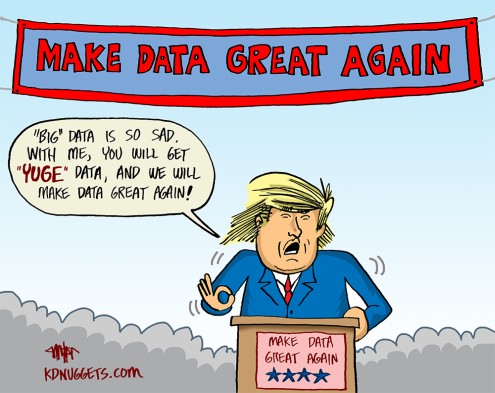 MAKE DATA GREAT AGAIN
"BIG" DATA IS SO SAD.
WITH ME, YOU WILL GET
"YUGE" DATA, AND WE WILL
MAKE DATA GREAT AGAIN!
MAKE DATA
GREAT AGAIN
KDNUGGETS.COM